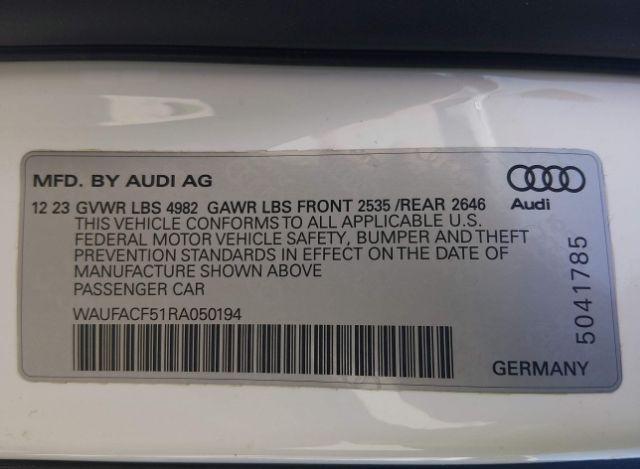 MFD. BY AUDI AG
12 23 GVWR LBS 4982 GAWR LBS FRONT 2535 /REAR 2646
THIS VEHICLE CONFORMS TO ALL APPLICABLE U.S.
FEDERAL MOTOR VEHICLE SAFETY, BUMPER AND THEFT
PREVENTION STANDARDS IN EFFECT ON THE DATE OF
MANUFACTURE SHOWN ABOVE
PASSENGER CAR
WAUFACF51RA050194
Audi
5041785
GERMANY